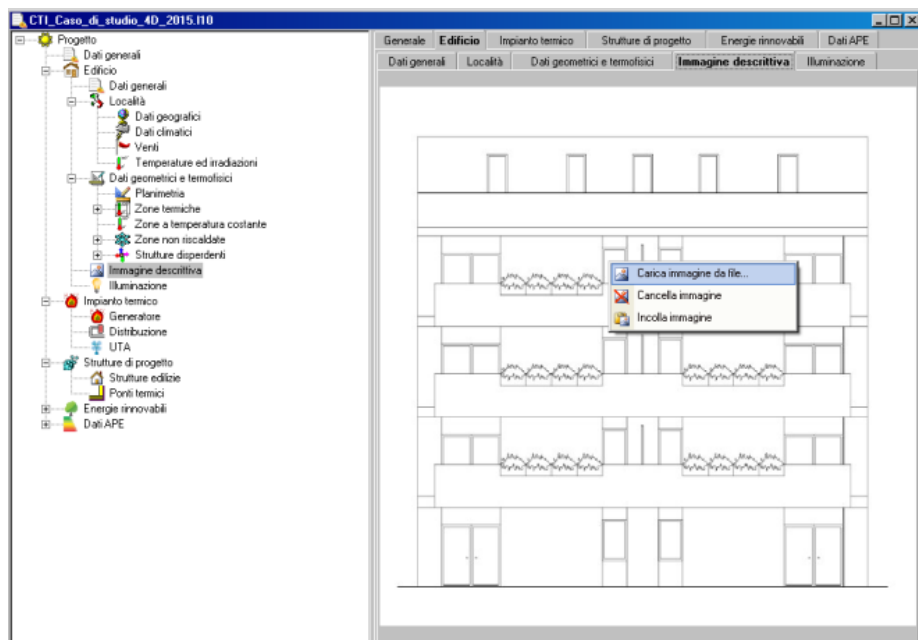 CTI_Caso_di_studio_4D_2015.I10
Progetto
Dati generali
Edificio
Dati generali
Località
Dati geografici
Dati climatici
Venti
Temperature ed irradiazioni
Dati geometrici e termofisici
Planimetria
Zone termiche
Zone a temperatura costante
Zone non riscaldate
Strutture disperdenti
Immagine descrittiva
Illuminazione
Impianto termico
Generatore
Distribuzione
UTA
Strutture di progetto
Strutture edilizie
Ponti termici
Energie rinnovabili
Dati APE
Generale Edificio Impianto termico Strutture di progetto Energie rinnovabili Dati APE
Dati generali Località Dati geometrici e termofisici Immagine descrittiva Illuminazione
Carica immagine da file...
Cancella immagine
Incolla immagine